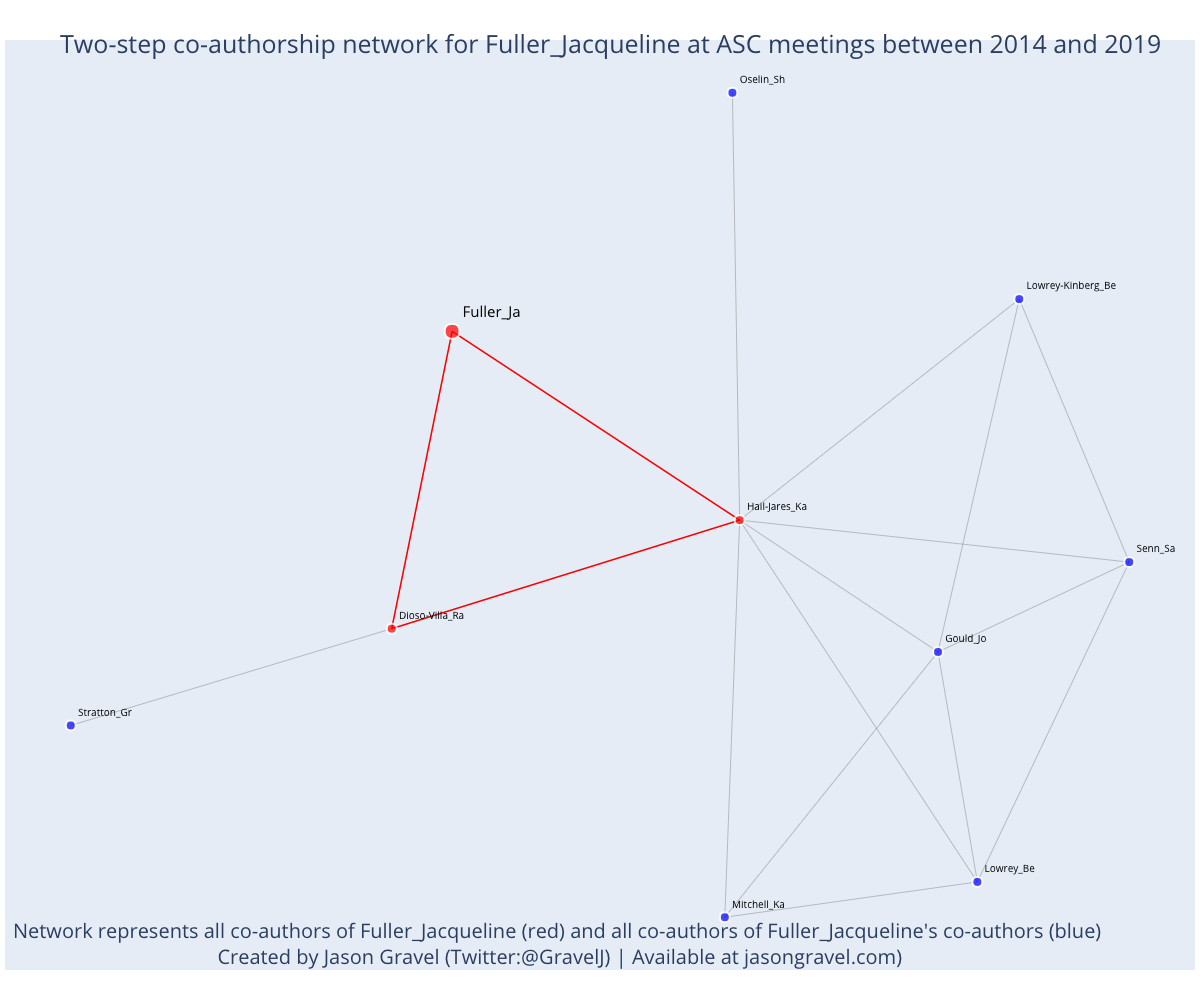 Two-step co-authorship network for Fuller_Jacqueline at ASC meetings between 2014 and 2019
Oselin_Sh
Lowrey-Kinberg_Be
Fuller_Ja
Hail-Jares_Ka
Senn_Sa
Dioso-Villa_Ra
Gould_Jo
Stratton_Gr
Lowrey_Be
Mitchell_Ka
Network represents all co-authors of Fuller_Jacqueline (red) and all co-authors of Fuller_Jacqueline's co-authors (blue)
Created by Jason Gravel (Twitter:@GravelJ) | Available at jasongravel.com)